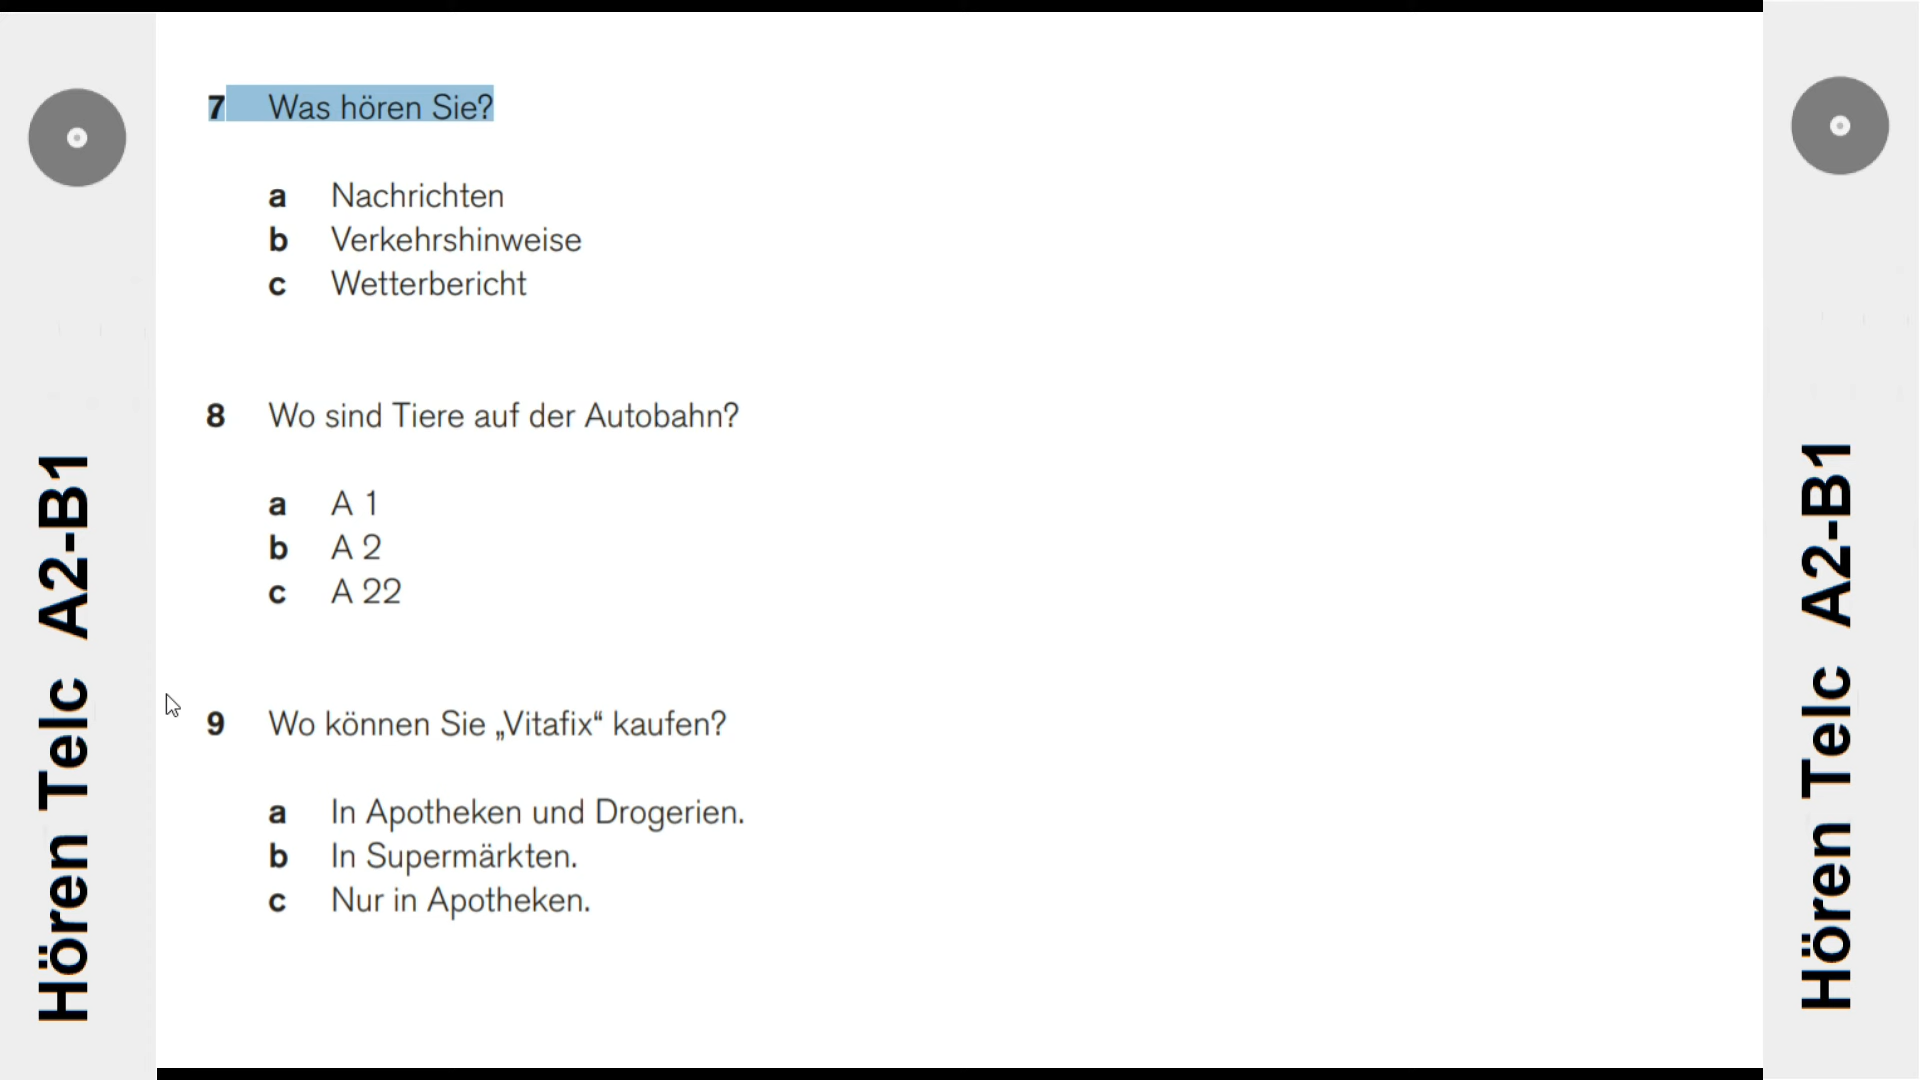 7 Was hören Sie?
a Nachrichten
b Verkehrshinweise
c Wetterbericht
8 Wo sind Tiere auf der Autobahn?
a A 1
b A 2
c A 22
9 Wo können Sie „Vitafix“ kaufen?
a In Apotheken und Drogerien.
b In Supermärkten.
c Nur in Apotheken.
Hören Telc A2-B1
Hören Telc A2-B1